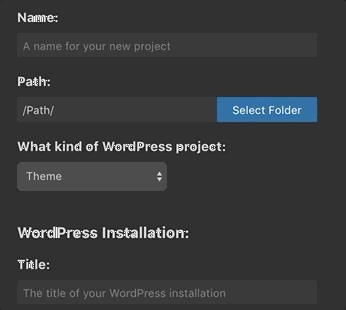 Name:
A name for your new project
Path:
/Path/
Select Folder
What kind of WordPress project:
Theme
WordPress Installation:
Title:
The title of your WordPress installation